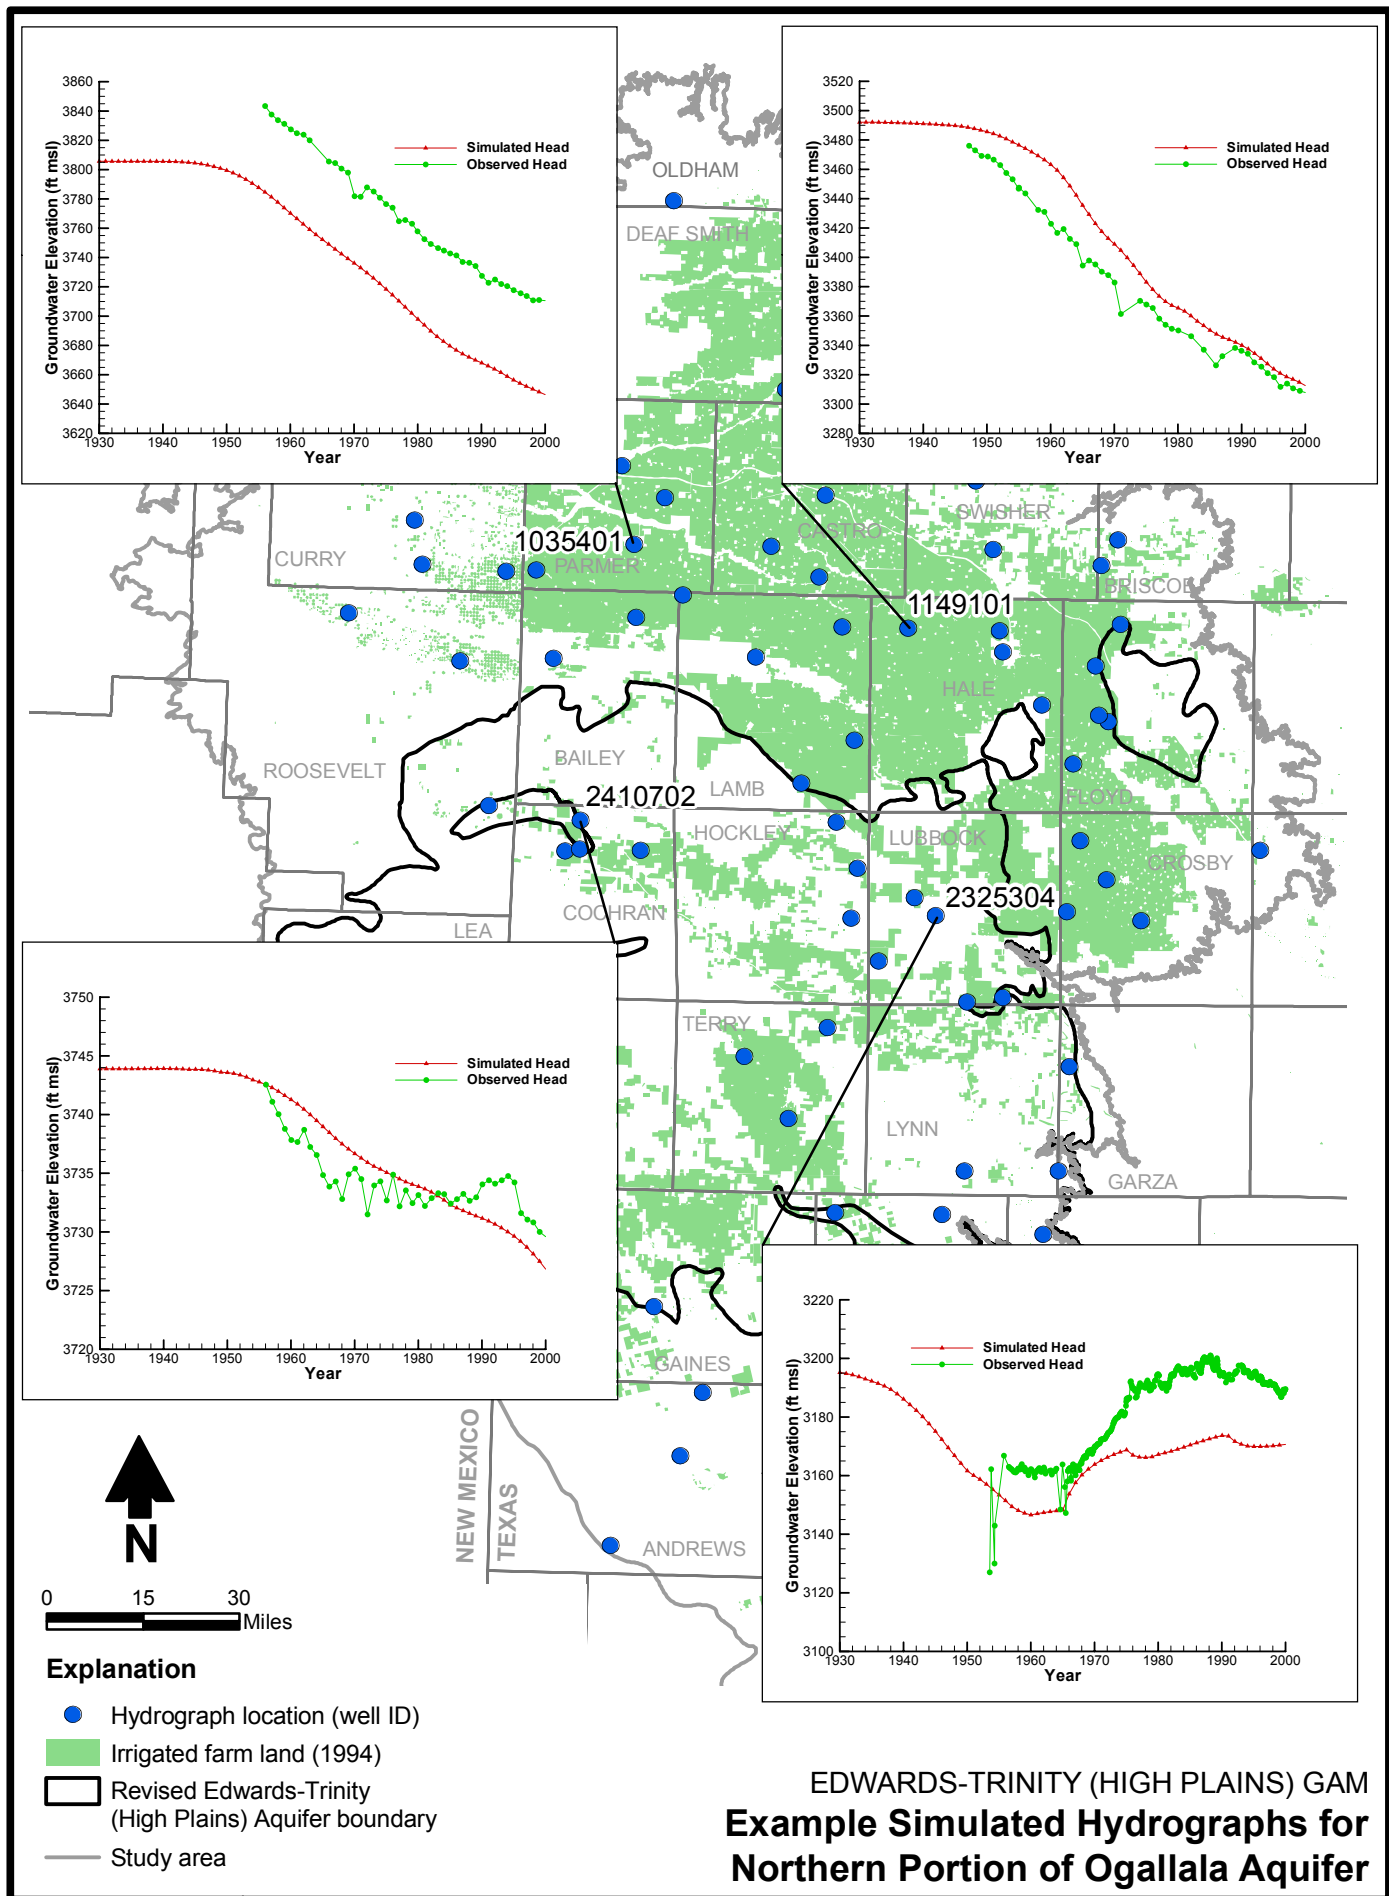 3860
3840
3820
3800
3780
3760
3740
3720
3700
3680
3660
3640
3620
Groundwater Elevation (ft msl)
1930 1940 1950 1960 1970 1980 1990 2000
Year
Simulated Head
Observed Head
3520
3500
3480
3460
3440
3420
3400
3380
3360
3340
3320
3300
3280
Groundwater Elevation (ft msl)
1930 1940 1950 1960 1970 1980 1990 2000
Year
Simulated Head
Observed Head
OLDHAM
DEAF SMITH
SWISHER
CASTRO
1035401
CURRY
PARMER
BRISCOE
1149101
HALE
BAILEY
ROOSEVELT
LAMB
2410702
FLOYD
HOCKLEY
LUBBOCK
CROSBY
2325304
COCHRAN
LEA
TERRY
LYNN
GARZA
3750
3745
3740
3735
3730
3725
3720
Groundwater Elevation (ft msl)
1930 1940 1950 1960 1970 1980 1990 2000
Year
Simulated Head
Observed Head
GAINES
3220
3200
3180
3160
3140
3120
3100
Groundwater Elevation (ft msl)
1930 1940 1950 1960 1970 1980 1990 2000
Year
Simulated Head
Observed Head
NEW MEXICO
TEXAS
ANDREWS
N
0 15 30
Miles
Explanation
Hydrograph location (well ID)
Irrigated farm land (1994)
Revised Edwards-Trinity
(High Plains) Aquifer boundary
Study area
EDWARDS-TRINITY (HIGH PLAINS) GAM
Example Simulated Hydrographs for
Northern Portion of Ogallala Aquifer